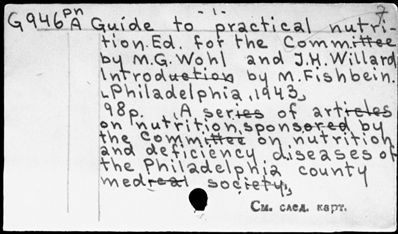 - 1 -
G946pn A Guide to practical nutri-
tion. Ed. for the Committee
by M.G. Wohl and J.H. Willard
Introduction by M. Fishbein.
Philadelphia, 1943,
98p. (A series of articles
on nutrition, sponsored by
the Committee on nutrition
and deficiency diseases of
the Philadelphia county
medical society),
См. след. карт.